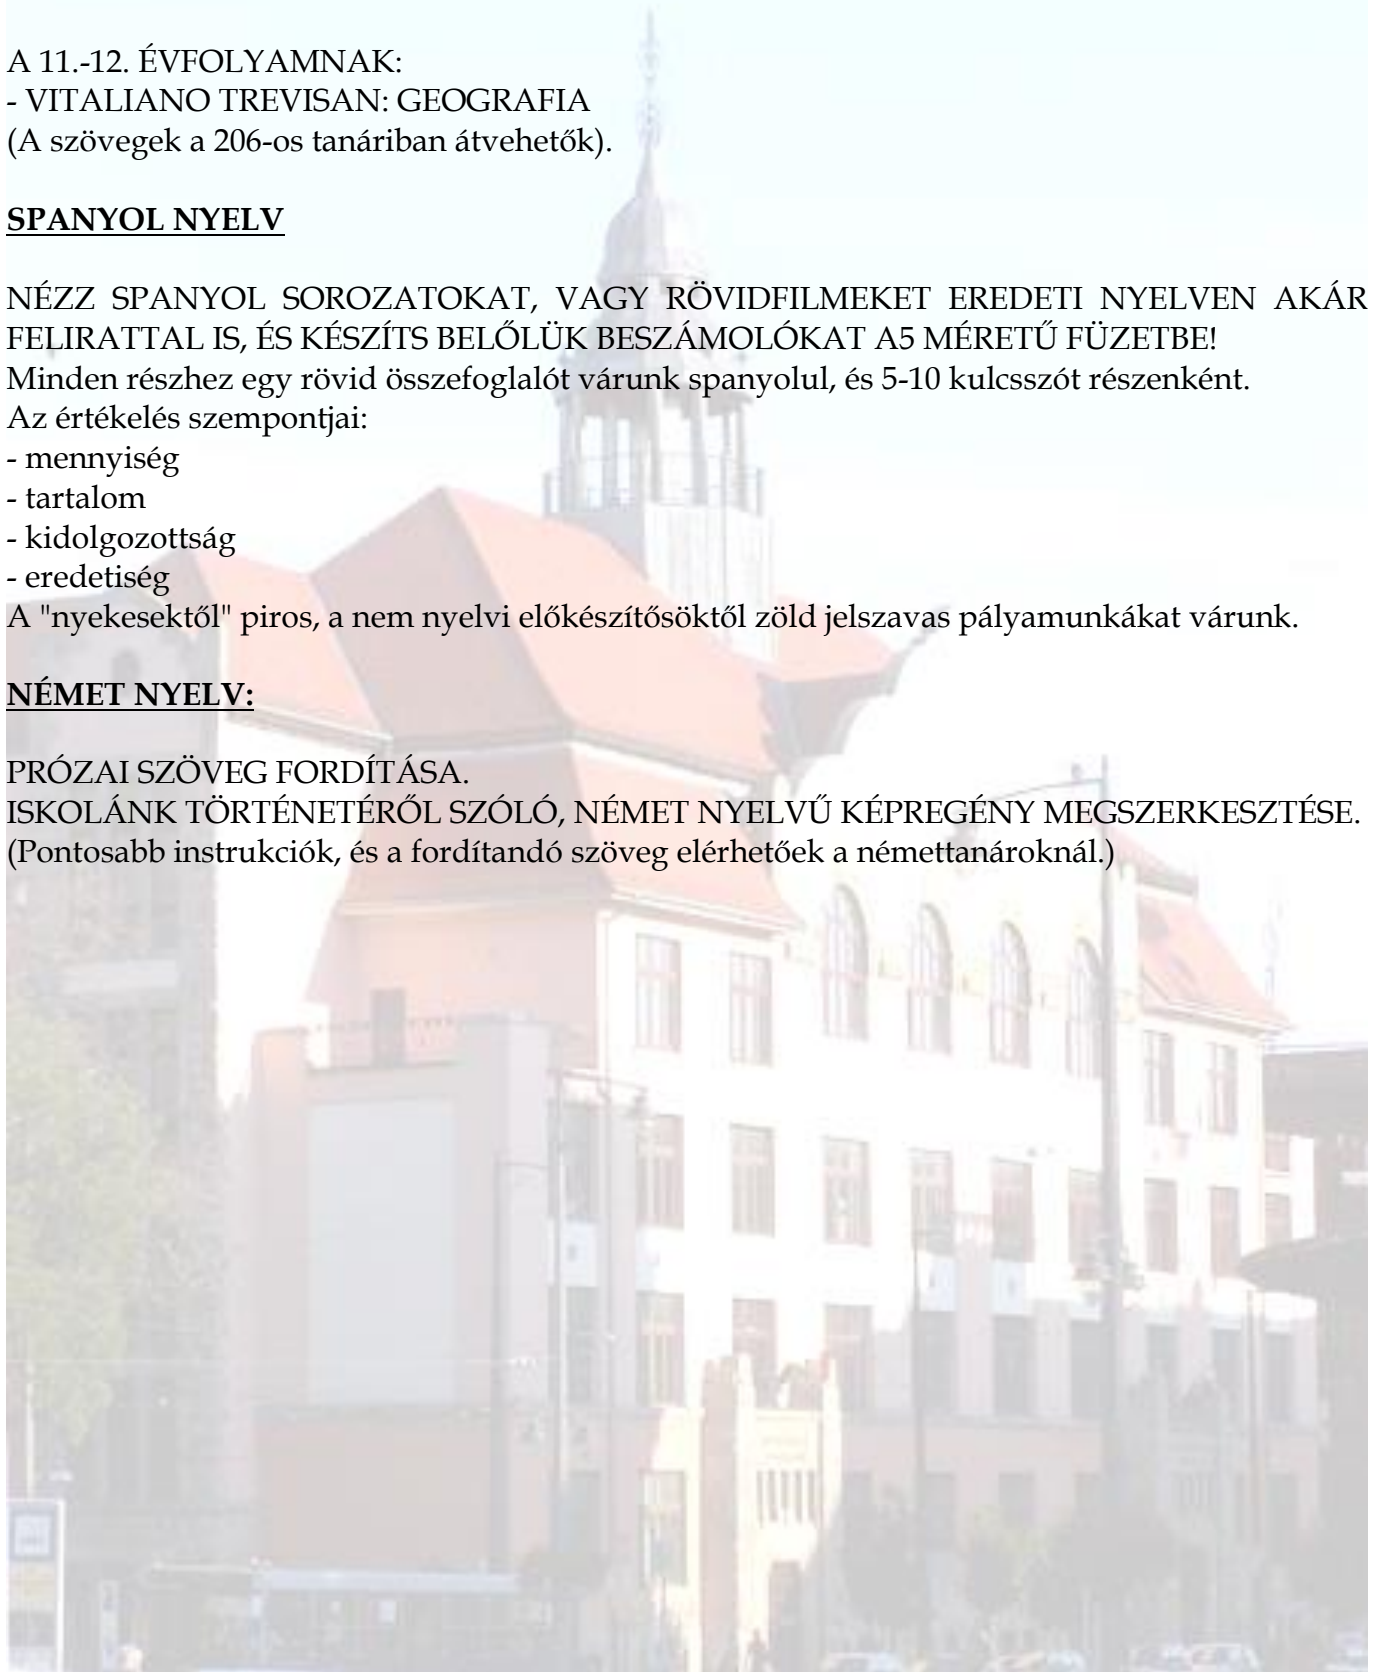 A 11.-12. ÉVFOLYAMNAK:
- VITALIANO TREVISAN: GEOGRAFIA
(A szövegek a 206-os tanáriban átvehetők).
SPANYOL NYELV
NÉZZ SPANYOL SOROZATOKAT, VAGY RÖVIDFILMEKET EREDETI NYELVEN AKÁR
FELIRATTAL IS, ÉS KÉSZÍTS BELŐLÜK BESZÁMOLÓKAT A5 MÉRETŰ FÜZETBE!
Minden részhez egy rövid összefoglalót várunk spanyolul, és 5-10 kulcsszót részenként.
Az értékelés szempontjai:
- mennyiség
- tartalom
- kidolgozottság
- eredetiség
A "nyekesektől" piros, a nem nyelvi előkészítősöktől zöld jelszavas pályamunkákat várunk.
NÉMET NYELV:
PRÓZAI SZÖVEG FORDÍTÁSA.
ISKOLÁNK TÖRTÉNETÉRŐL SZÓLÓ, NÉMET NYELVŰ KÉPREGÉNY MEGSZERKESZTÉSE.
(Pontosabb instrukciók, és a fordítandó szöveg elérhetőek a némettanároknál.)